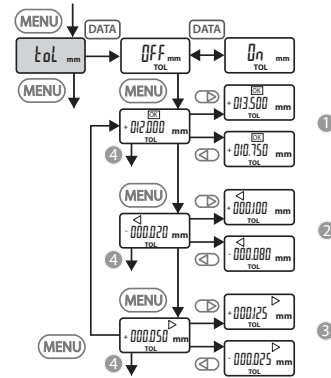 MENU
DATA DATA
toL mm OFF mm TOL On mm TOL
MENU MENU
OK + 013.500 mm TOL
OK + 012.000 mm TOL
1
OK + 010.750 mm TOL
4
MENU
+ 000.100 mm TOL
- 000.020 mm TOL
2
- 000.080 mm TOL
4
MENU
+ 000.125 mm TOL
MENU
+ 000.050 mm TOL
3
- 000.025 mm TOL
4